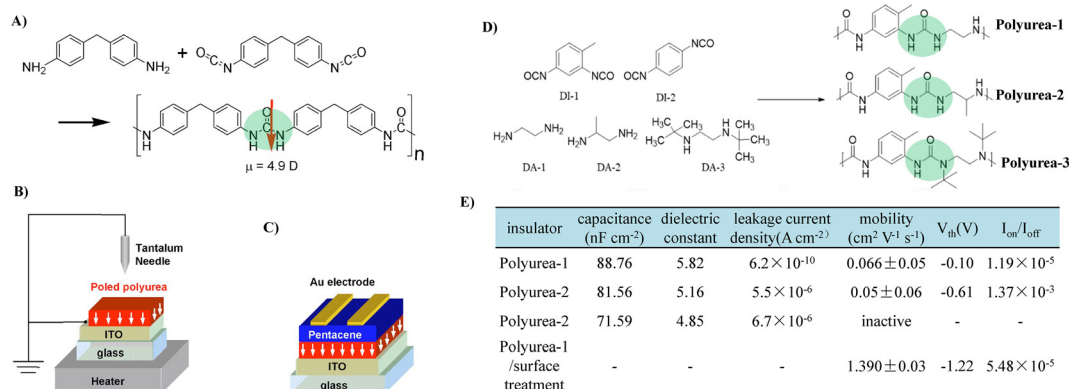 A)
NH₂
NH₂
+
O
C
N
N
C
O
N
H
O
N
H
N
H
N
H
O
n
μ = 4.9 D
B)
Tantalum
Needle
Poled polyurea
ITO
glass
Heater
C)
Au electrode
Pentacene
ITO
glass
D)
OCN
NCO
DI-1
NCO
OCN
DI-2
H₂N
NH₂
DA-1
H₂N
NH₂
DA-2
H₃C
CH₃
H₃C
NH
HN
CH₃
CH₃
CH₃
DA-3
O
NH
O
N
H
N
H
H
N
Polyurea-1
O
NH
O
N
H
N
H
H
N
Polyurea-2
O
NH
O
N
H
N
N
Polyurea-3
E)
insulator
capacitance
(nF cm⁻²)
dielectric
constant
leakage current
density(A cm⁻²)
mobility
(cm² V⁻¹ s⁻¹)
Vth(V)
Ion/Ioff
Polyurea-1 88.76 5.82 6.2×10⁻¹⁰ 0.066±0.05 -0.10 1.19×10⁻⁵
Polyurea-2 81.56 5.16 5.5×10⁻⁶ 0.05±0.06 -0.61 1.37×10⁻³
Polyurea-2 71.59 4.85 6.7×10⁻⁶ inactive - -
Polyurea-1
/surface
treatment
- - - 1.390±0.03 -1.22 5.48×10⁻⁵